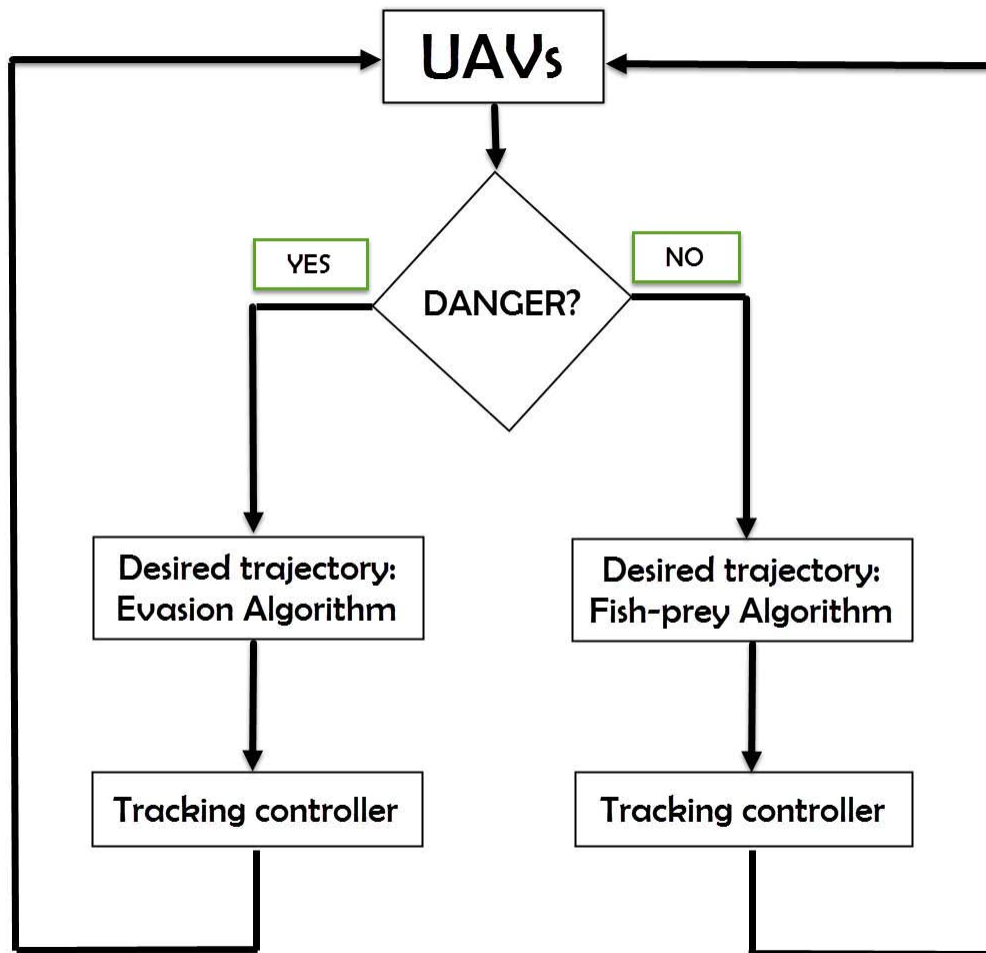 UAVs
YES
NO
DANGER?
Desired trajectory:
Evasion Algorithm
Desired trajectory:
Fish-prey Algorithm
Tracking controller
Tracking controller